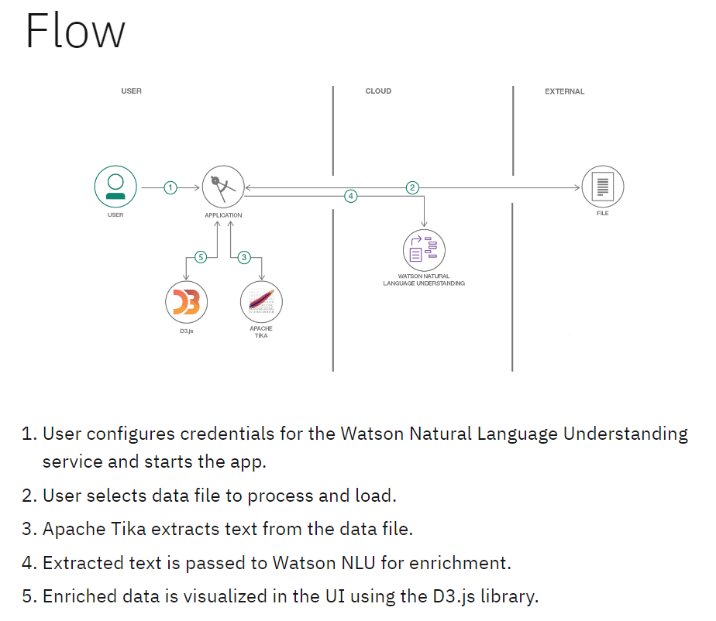 Flow
USER
CLOUD
EXTERNAL
1
2
4
USER
APPLICATION
FILE
5
3
WATSON NATURAL
LANGUAGE UNDERSTANDING
D3.js
APACHE
TIKA
1. User configures credentials for the Watson Natural Language Understanding
service and starts the app.
2. User selects data file to process and load.
3. Apache Tika extracts text from the data file.
4. Extracted text is passed to Watson NLU for enrichment.
5. Enriched data is visualized in the UI using the D3.js library.